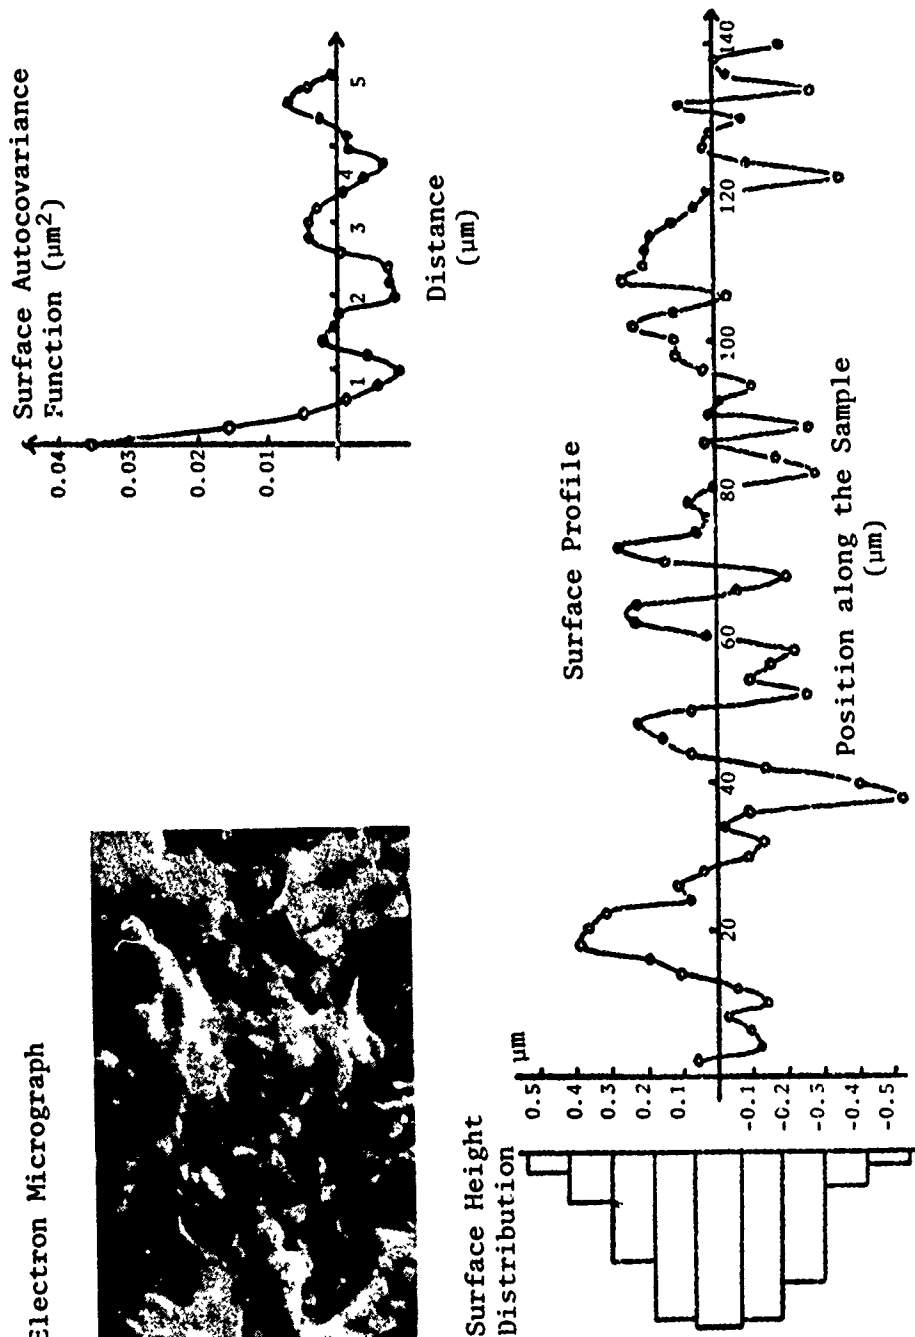 Electron Micrograph
Surface Autocovariance
Function (μm²)
0.04
0.03
0.02
0.01
1
2
3
4
5
Distance
(μm)
Surface Height
Distribution
μm
0.5
0.4
0.2
0.1
-0.1
-0.2
-0.3
-0.4
-0.5
Surface Profile
20
40
60
80
100
120
140
Position along the Sample
(μm)